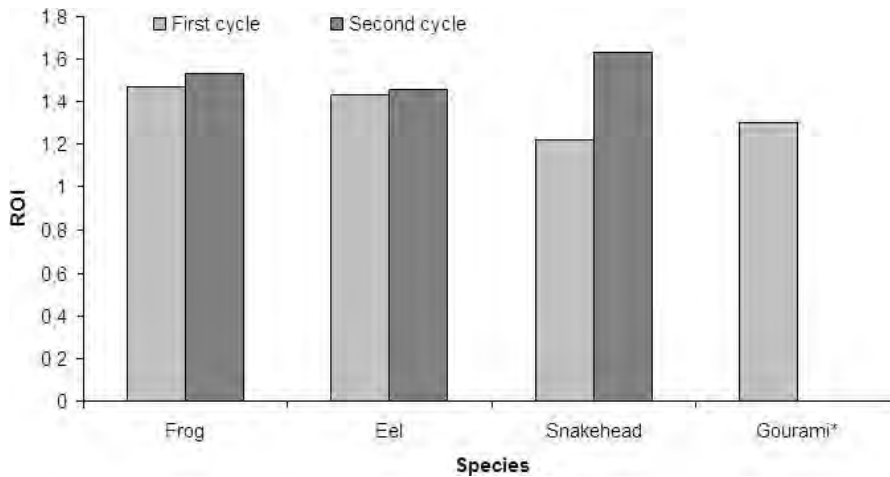 1.8
First cycle
Second cycle
1.6
1.4
1.2
1
0.8
0.6
0.4
0.2
0
ROI
Frog
Eel
Snakehead
Gourami*
Species